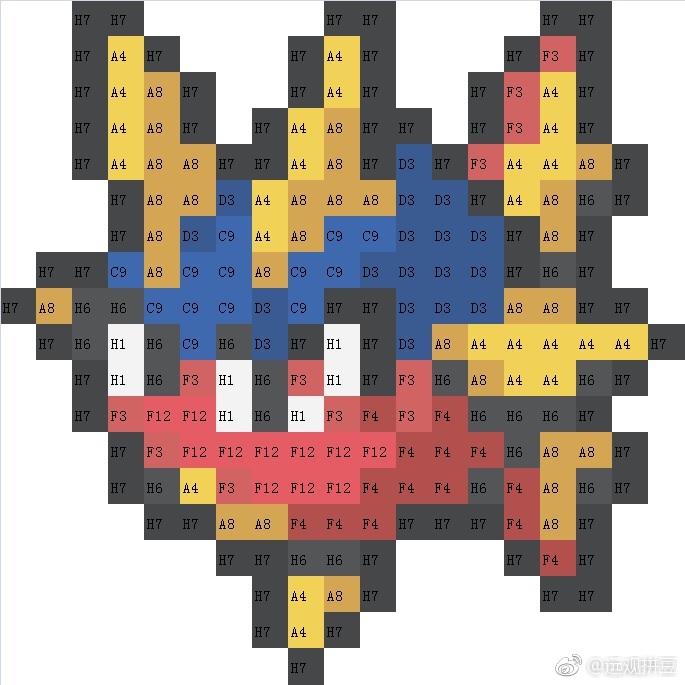 H7 H7 H7 H7 H7 H7
H7 A4 H7 H7 A4 H7 H7 F3 H7
H7 A4 A8 H7 H7 A4 H7 H7 F3 A4 H7
H7 A4 A8 H7 H7 A4 A8 H7 H7 H7 F3 A4 H7
H7 A4 A8 A8 H7 H7 A4 A8 H7 D3 H7 F3 A4 A4 A8 H7
H7 A8 A8 D3 A4 A8 A8 A8 D3 D3 H7 A4 A8 H6 H7
H7 A8 D3 C9 A4 A8 C9 C9 D3 D3 D3 H7 A8 H7
H7 H7 C9 A8 C9 C9 A8 C9 C9 D3 D3 D3 D3 H7 H6 H7
H7 A8 H6 H6 C9 C9 C9 D3 C9 H7 H7 D3 D3 D3 A8 A8 H7 H7
H7 H6 H1 H6 C9 H6 D3 H7 H1 H7 D3 A8 A4 A4 A4 A4 A4 H7
H7 H1 H6 F3 H1 H6 F3 H1 H7 F3 H6 A8 A4 A4 H6 H7
H7 F3 F12 F12 H1 H6 H1 F3 F4 F3 F4 H6 H6 H6 H7
H7 F3 F12 F12 F12 F12 F12 F12 F4 F4 F4 H6 A8 A8 H7
H7 H6 A4 F3 F12 F12 F12 F4 F4 F4 H6 F4 A8 H6 H7
H7 H7 A8 A8 F4 F4 F4 H7 H7 H7 F4 A8 H7
H7 H7 H6 H6 H7 H7 F4 H7
H7 A4 A8 H7 H7 H7
H7 A4 H7
H7
@远观拼豆